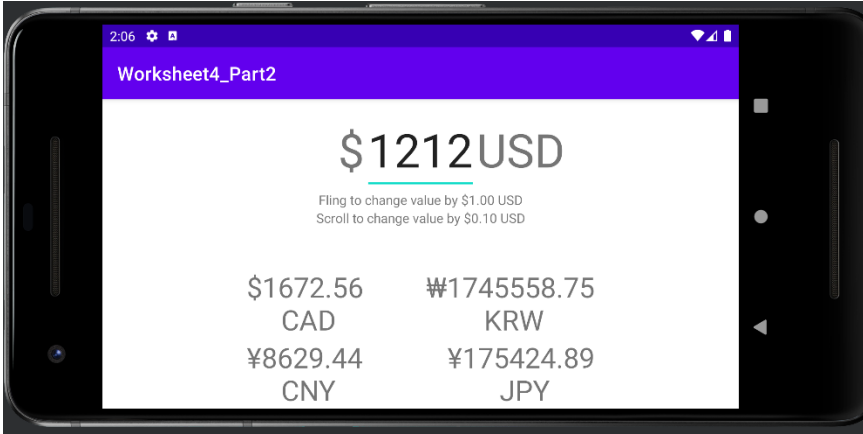 2:06
Worksheet4_Part2
$1212USD
Fling to change value by $1.00 USD
Scroll to change value by $0.10 USD
$1672.56 ₩1745558.75
CAD KRW
¥8629.44 ¥175424.89
CNY JPY